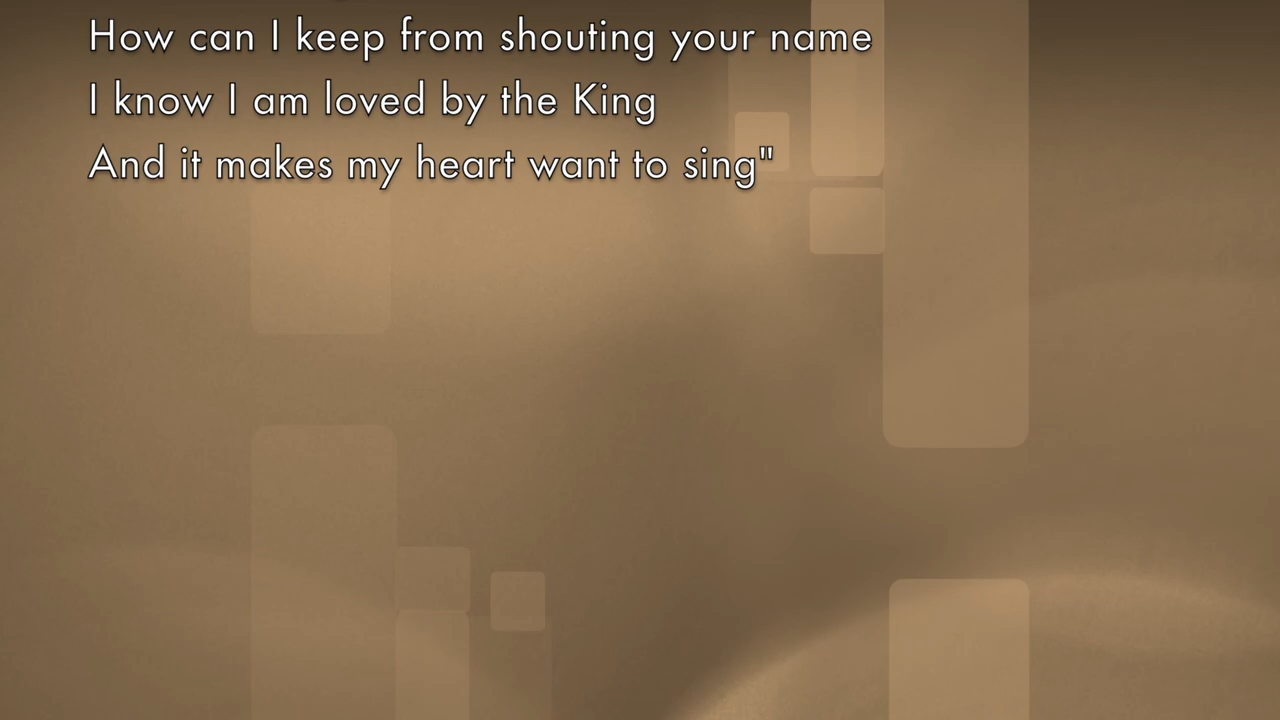 How can I keep from shouting your name
I know I am loved by the King
And it makes my heart want to sing"